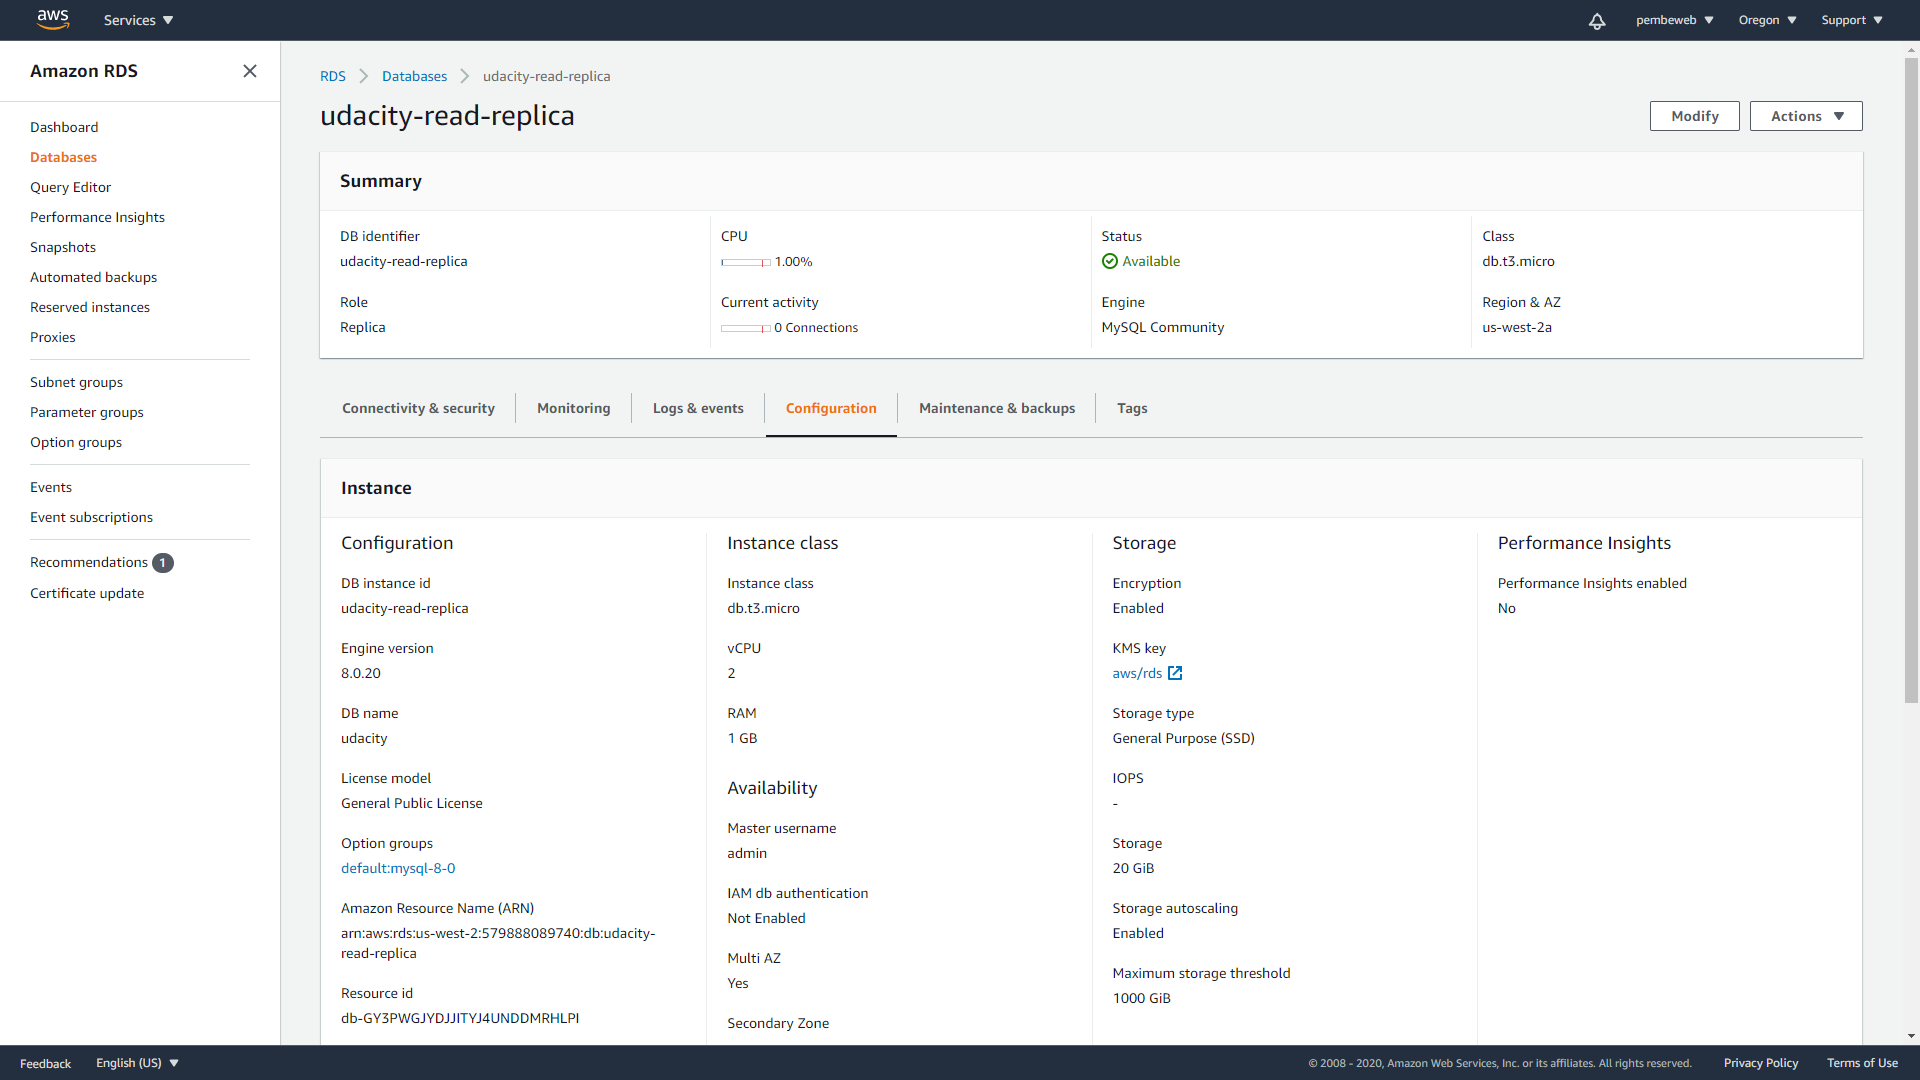 aws Services pembeweb Oregon Support
Amazon RDS
Dashboard
Databases
Query Editor
Performance Insights
Snapshots
Automated backups
Reserved instances
Proxies
Subnet groups
Parameter groups
Option groups
Events
Event subscriptions
Recommendations 1
Certificate update
RDS Databases udacity-read-replica
udacity-read-replica
Modify Actions
Summary
DB identifier
udacity-read-replica
Role
Replica
CPU
1.00%
Current activity
0 Connections
Status
Available
Engine
MySQL Community
Class
db.t3.micro
Region & AZ
us-west-2a
Connectivity & security Monitoring Logs & events Configuration Maintenance & backups Tags
Instance
Configuration
DB instance id
udacity-read-replica
Engine version
8.0.20
DB name
udacity
License model
General Public License
Option groups
default:mysql-8-0
Amazon Resource Name (ARN)
arn:aws:rds:us-west-2:579888089740:db:udacity-
read-replica
Resource id
db-GY3PWGJYDJJITYJ4UNDDMRHLPI
Instance class
Instance class
db.t3.micro
vCPU
2
RAM
1 GB
Availability
Master username
admin
IAM db authentication
Not Enabled
Multi AZ
Yes
Secondary Zone
Storage
Encryption
Enabled
KMS key
aws/rds
Storage type
General Purpose (SSD)
IOPS
-
Storage
20 GiB
Storage autoscaling
Enabled
Maximum storage threshold
1000 GiB
Performance Insights
Performance Insights enabled
No
Feedback English (US) © 2008 - 2020, Amazon Web Services, Inc. or its affiliates. All rights reserved. Privacy Policy Terms of Use